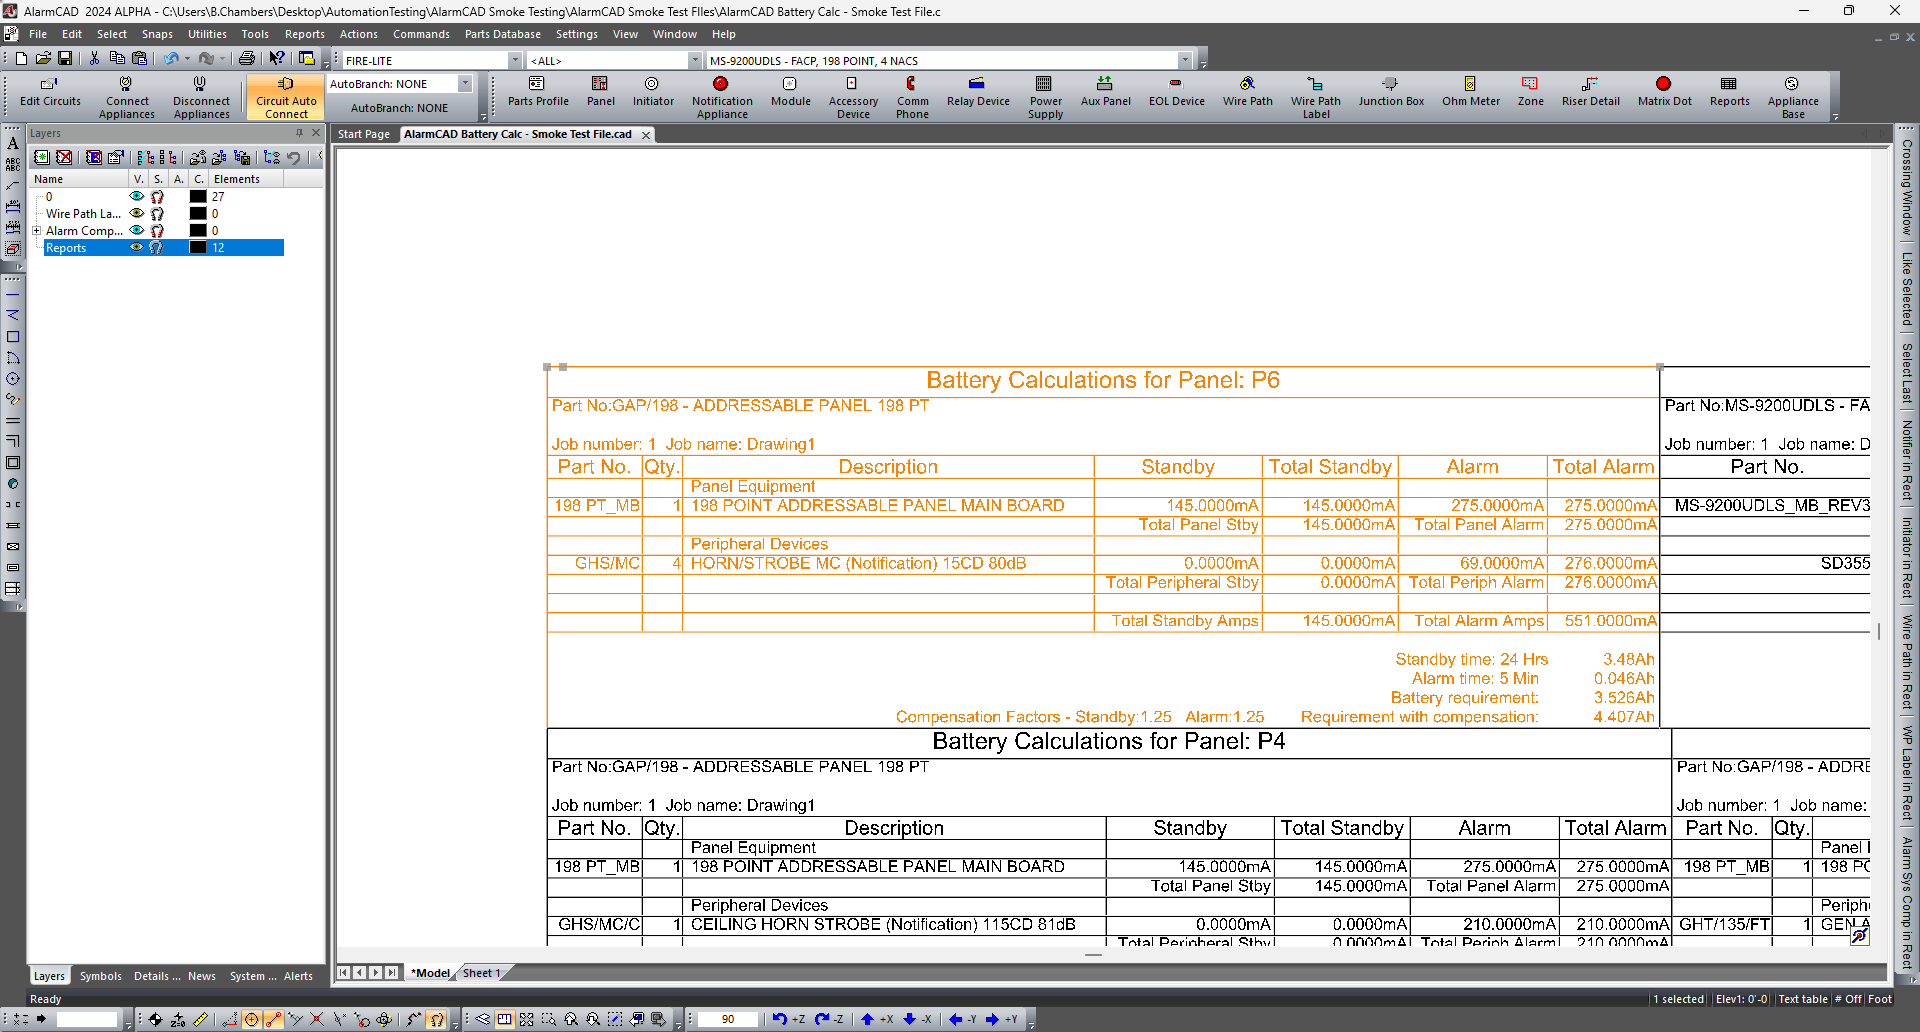 AlarmCAD  2024 ALPHA - C:\Users\B.Chambers\Desktop\AutomationTesting\AlarmCAD Smoke Testing\AlarmCAD Smoke Test FIles\AlarmCAD Battery Calc - Smoke Test File.c
File Edit Select Snaps Utilities Tools Reports Actions Commands Parts Database Settings View Window Help
FIRE-LITE <ALL> MS-9200UDLS - FACP, 198 POINT, 4 NACS
Edit Circuits
Connect Appliances
Disconnect Appliances
Circuit Auto Connect
AutoBranch: NONE
AutoBranch: NONE
Parts Profile
Panel
Initiator
Notification Appliance
Module
Accessory Device
Comm Phone
Relay Device
Power Supply
Aux Panel
EOL Device
Wire Path
Wire Path Label
Junction Box
Ohm Meter
Zone
Riser Detail
Matrix Dot
Reports
Appliance Base
Layers
Start Page AlarmCAD Battery Calc - Smoke Test File.cad
Name V. S. A. C. Elements
0 27
Wire Path La... 0
Alarm Comp... 0
Reports 12
Battery Calculations for Panel: P6
Part No:GAP/198 - ADDRESSABLE PANEL 198 PT
Job number: 1  Job name: Drawing1
Part No. Qty. Description Standby Total Standby Alarm Total Alarm
Panel Equipment
198 PT_MB 1 198 POINT ADDRESSABLE PANEL MAIN BOARD 145.0000mA 145.0000mA 275.0000mA 275.0000mA
Total Panel Stby 145.0000mA Total Panel Alarm 275.0000mA
Peripheral Devices
GHS/MC 4 HORN/STROBE MC (Notification) 15CD 80dB 0.0000mA 0.0000mA 69.0000mA 276.0000mA
Total Peripheral Stby 0.0000mA Total Periph Alarm 276.0000mA
Total Standby Amps 145.0000mA Total Alarm Amps 551.0000mA
Standby time: 24 Hrs 3.48Ah
Alarm time: 5 Min 0.046Ah
Battery requirement: 3.526Ah
Compensation Factors - Standby:1.25 Alarm:1.25 Requirement with compensation: 4.407Ah
Part No:MS-9200UDLS - FA
Job number: 1  Job name: D
Part No.
MS-9200UDLS_MB_REV3
SD355
Battery Calculations for Panel: P4
Part No:GAP/198 - ADDRESSABLE PANEL 198 PT
Job number: 1  Job name: Drawing1
Part No. Qty. Description Standby Total Standby Alarm Total Alarm
Panel Equipment
198 PT_MB 1 198 POINT ADDRESSABLE PANEL MAIN BOARD 145.0000mA 145.0000mA 275.0000mA 275.0000mA
Total Panel Stby 145.0000mA Total Panel Alarm 275.0000mA
Peripheral Devices
GHS/MC/C 1 CEILING HORN STROBE (Notification) 115CD 81dB 0.0000mA 0.0000mA 210.0000mA 210.0000mA
Total Peripheral Stby 0.0000mA Total Periph Alarm 210.0000mA
Part No:GAP/198 - ADDRE
Job number: 1  Job name:
Part No. Qty.
Panel
198 PT_MB 1 198 PO
Periph
GHT/135/FT 1 GEN
Crossing Window
Like Selected
Select Last
Notifier in Rect
Initiator in Rect
Wire Path in Rect
WP Label in Rect
Alarm Sys Comp in Rect
Layers Symbols Details ... News System ... Alerts
*Model Sheet 1
Ready
1 selected Elev1: 0'-0 Text table # Off Foot
90 +Z -Z +X -X -Y +Y